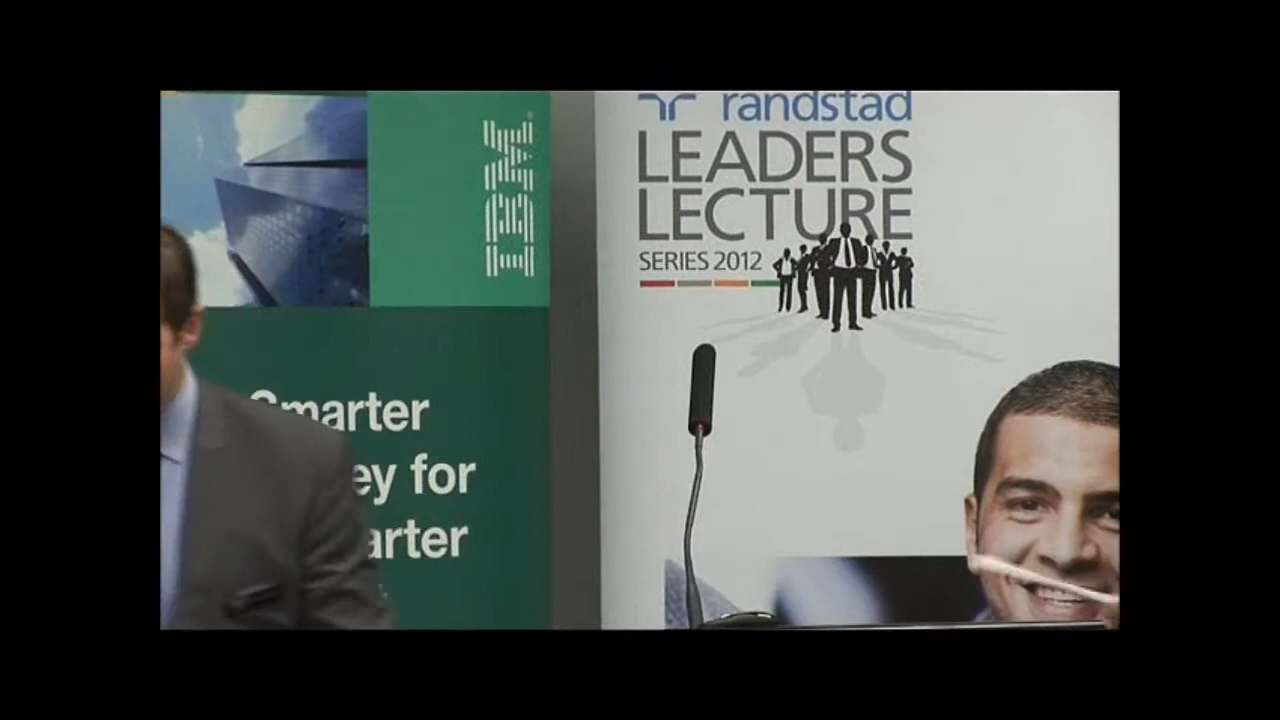 IBM
Smarter
ey for
arter
randstad
LEADERS
LECTURE
SERIES 2012